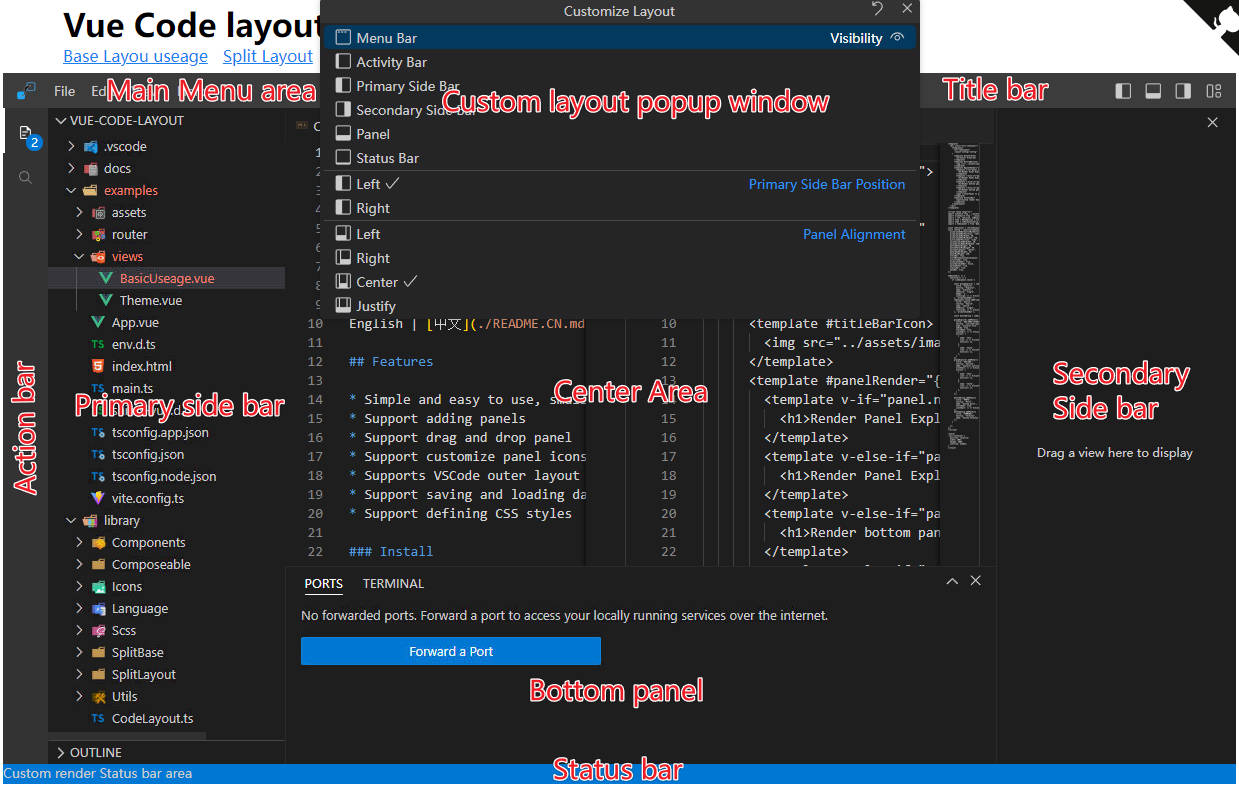 Vue Code layout
Base Layou useage Split Layout
Customize Layout
Menu Bar Visibility
Activity Bar
Primary Side Bar
Secondary Side Bar
Panel
Status Bar
Left
Primary Side Bar Position
Right
Left
Panel Alignment
Right
Center
Justify
Custom layout popup window
File
Main Menu area
Title bar
2
Action bar
VUE-CODE-LAYOUT
.vscode
docs
examples
assets
router
views
BasicUseage.vue
Theme.vue
App.vue
env.d.ts
index.html
main.ts
Primary side bar
tsconfig.app.json
tsconfig.json
tsconfig.node.json
vite.config.ts
library
Components
Composeable
Icons
Language
Scss
SplitBase
SplitLayout
Utils
CodeLayout.ts
OUTLINE
10 English | [中文](./README.CN.md
11
12 ## Features
13
14 * Simple and easy to use,
15 * Support adding panels
16 * Support drag and drop panel
17 * Support customize panel icons
18 * Supports VSCode outer layout
19 * Support saving and loading da
20 * Support defining CSS styles
21
22 ### Install
Center Area
">
"
10 <template #titleBarIcon>
11 <img src="../assets/ima
12 </template>
13 <template #panelRender="{
14 <template v-if="panel.n
15 <h1>Render Panel Expl
16 </template>
17 <template v-else-if="pa
18 <h1>Render Panel Expl
19 </template>
20 <template v-else-if="pa
21 <h1>Render bottom pan
22 </template>
Secondary
Side bar
Drag a view here to display
PORTS TERMINAL
No forwarded ports. Forward a port to access your locally running services over the internet.
Forward a Port
Bottom panel
Status bar
Custom render Status bar area